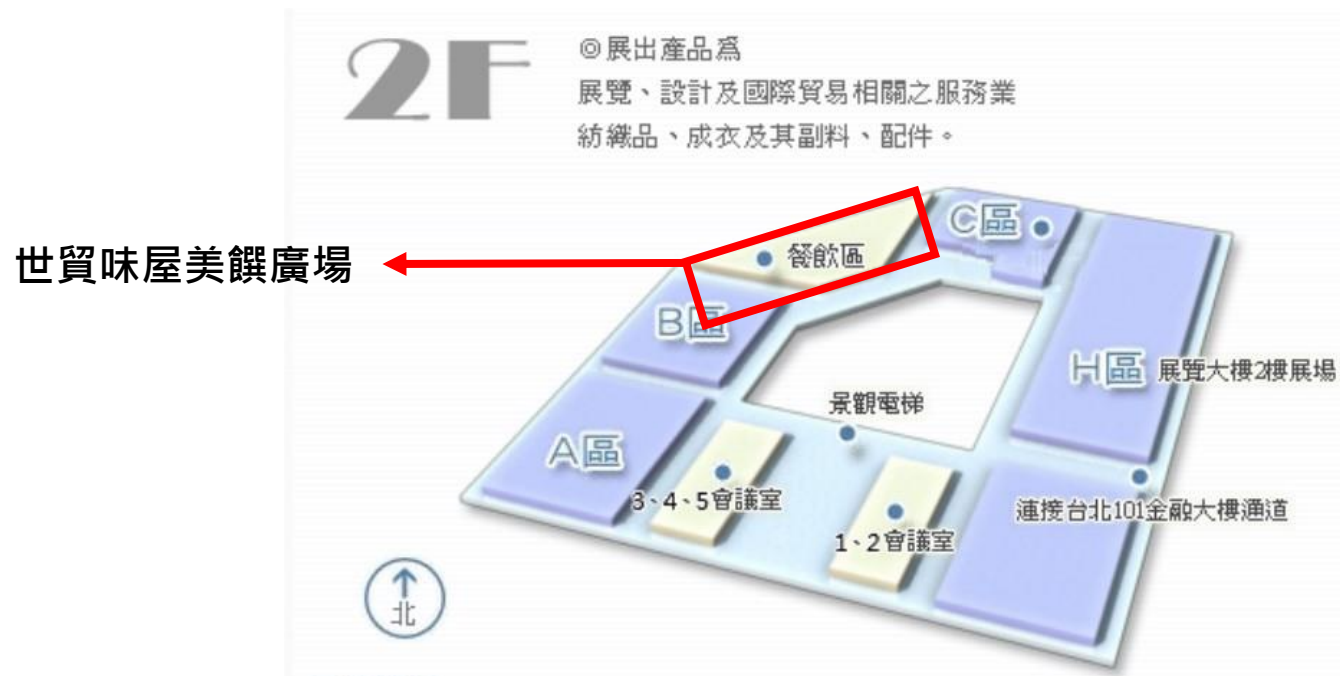 2F
◎展出產品爲
展覽、設計及國際貿易相關之服務業
紡織品、成衣及其副料、配件。
C區
餐飲區
世貿味屋美饌廣場
B區
H區
展覽大樓2樓展場
景觀電梯
A區
3、4、5會議室
連接台北101金融大樓通道
1、2會議室
北